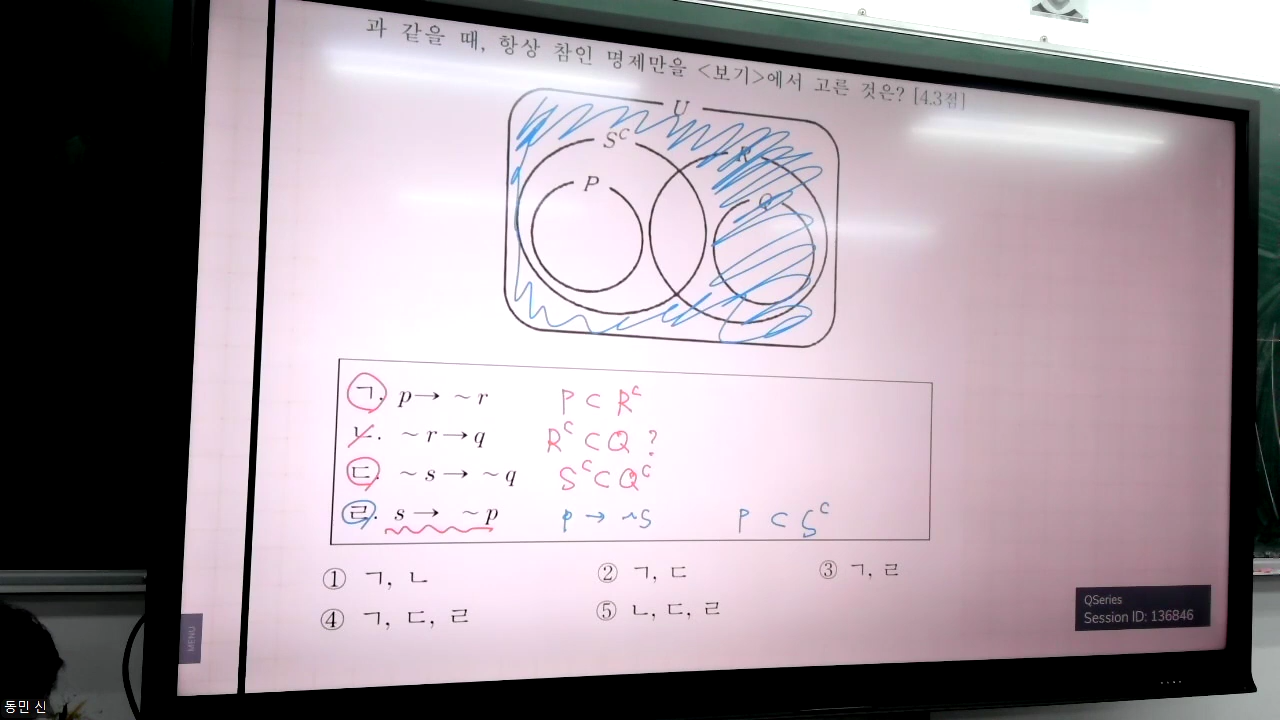 과 같을 때, 항상 참인 명제만을 <보기>에서 고른 것은? [4.3점]
U
S^C
R
P
Q
ㄱ. p→ ~r P ⊂ R^C
ㄴ. ~r→q R^C ⊂ Q ?
ㄷ. ~s→ ~q S^C ⊂ Q^C
ㄹ. s→ ~p p → ~s P ⊂ S^C
① ㄱ, ㄴ ② ㄱ, ㄷ ③ ㄱ, ㄹ
④ ㄱ, ㄷ, ㄹ ⑤ ㄴ, ㄷ, ㄹ
QSeries
Session ID: 136846
MENU
동민 신